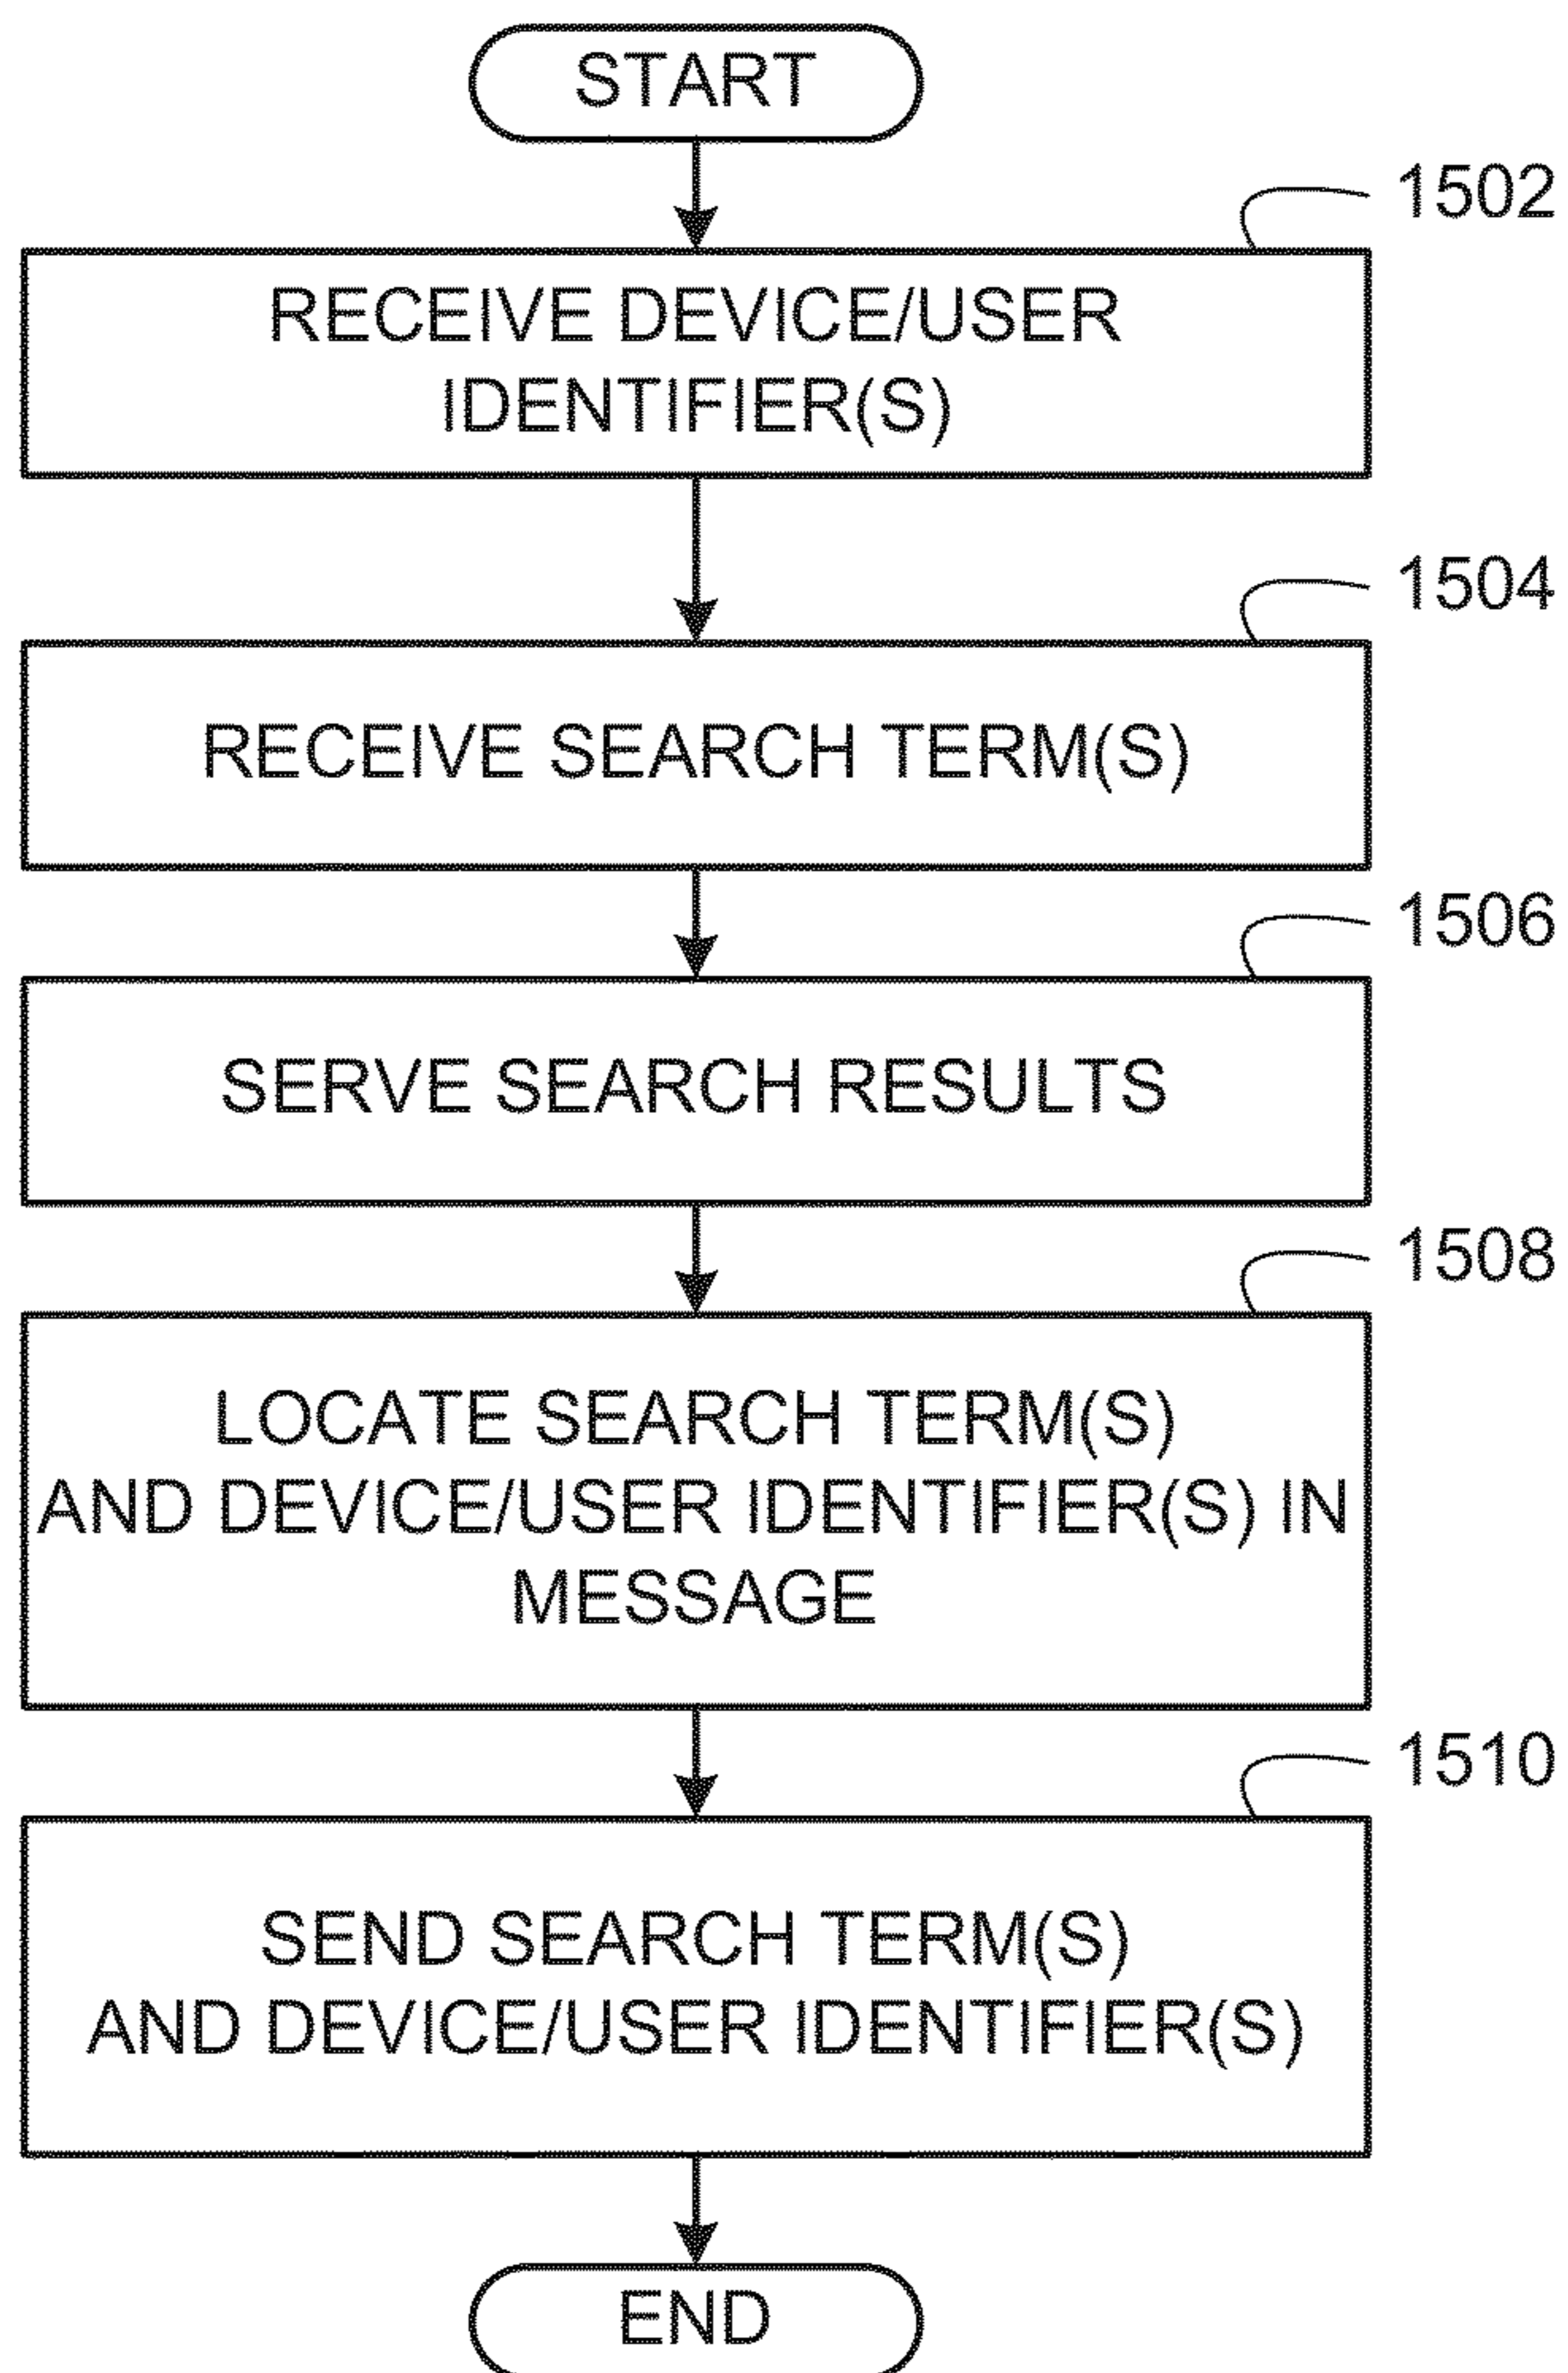 START
1502
RECEIVE DEVICE/USER
IDENTIFIER(S)
1504
RECEIVE SEARCH TERM(S)
1506
SERVE SEARCH RESULTS
1508
LOCATE SEARCH TERM(S)
AND DEVICE/USER IDENTIFIER(S) IN
MESSAGE
1510
SEND SEARCH TERM(S)
AND DEVICE/USER IDENTIFIER(S)
END